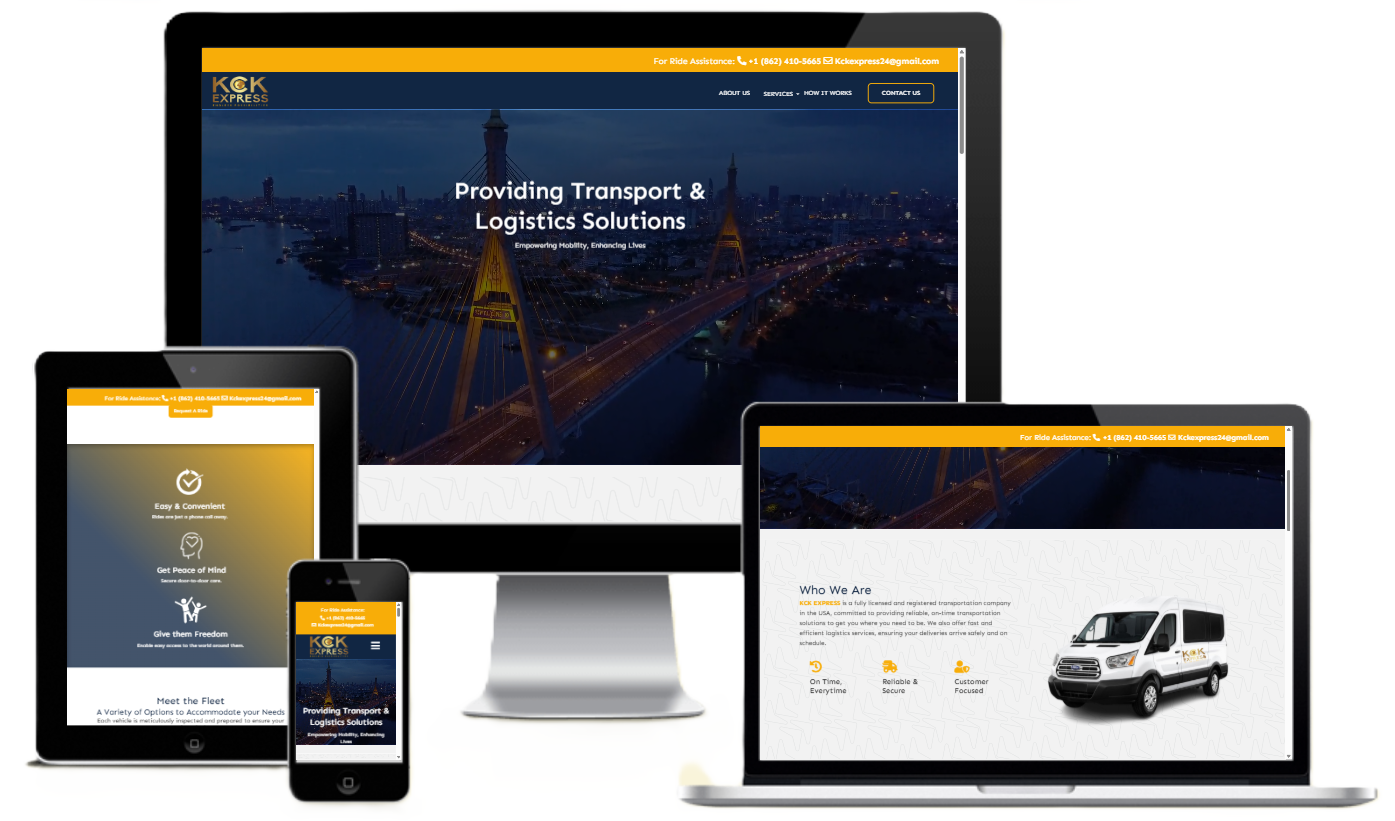 For Ride Assistance: +1 (862) 410-5665 Kckexpress24@gmail.com
KCK
EXPRESS
ABOUT US SERVICES HOW IT WORKS CONTACT US
Providing Transport &
Logistics Solutions
Empowering Mobility, Enhancing Lives
For Ride Assistance: +1 (862) 410-5665 Kckexpress24@gmail.com
Request A Ride
Easy & Convenient
Rides are just a phone call away.
Get Peace of Mind
Secure door-to-door care.
Give them Freedom
Enable easy access to the world around them.
Meet the Fleet
A Variety of Options to Accommodate your Needs
Each vehicle is meticulously inspected and prepared to ensure your
For Ride Assistance:
+1 (862) 410-5665
Kckexpress24@gmail.com
KCK
EXPRESS
Providing Transport &
Logistics Solutions
Empowering Mobility, Enhancing
Lives
For Ride Assistance: +1 (862) 410-5665 Kckexpress24@gmail.com
Who We Are
KCK EXPRESS is a fully licensed and registered transportation company
in the USA, committed to providing reliable, on-time transportation
solutions to get you where you need to be. We also offer fast and
efficient logistics services, ensuring your deliveries arrive safely and on
schedule.
On Time,
Everytime
Reliable &
Secure
Customer
Focused
KCK
EXPRESS